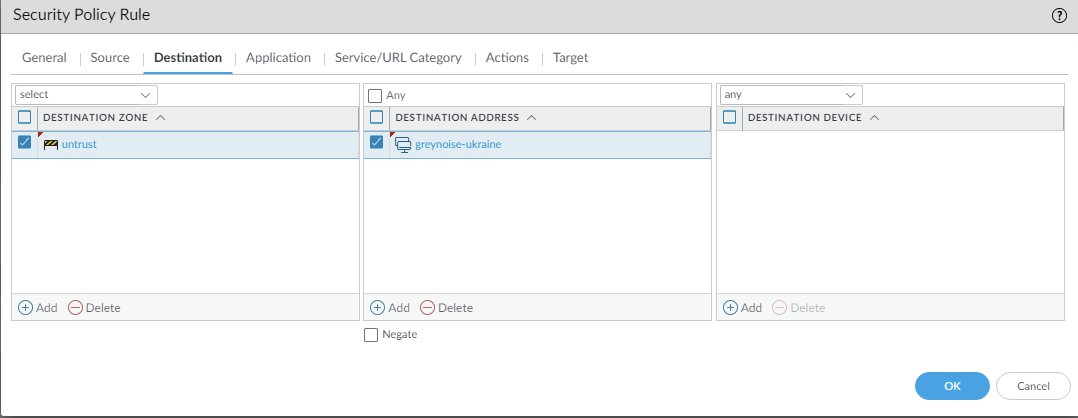 Security Policy Rule
General Source Destination Application Service/URL Category Actions Target
select Any any
DESTINATION ZONE DESTINATION ADDRESS DESTINATION DEVICE
untrust greynoise-ukraine
Add Delete Add Delete Add Delete
Negate
OK Cancel